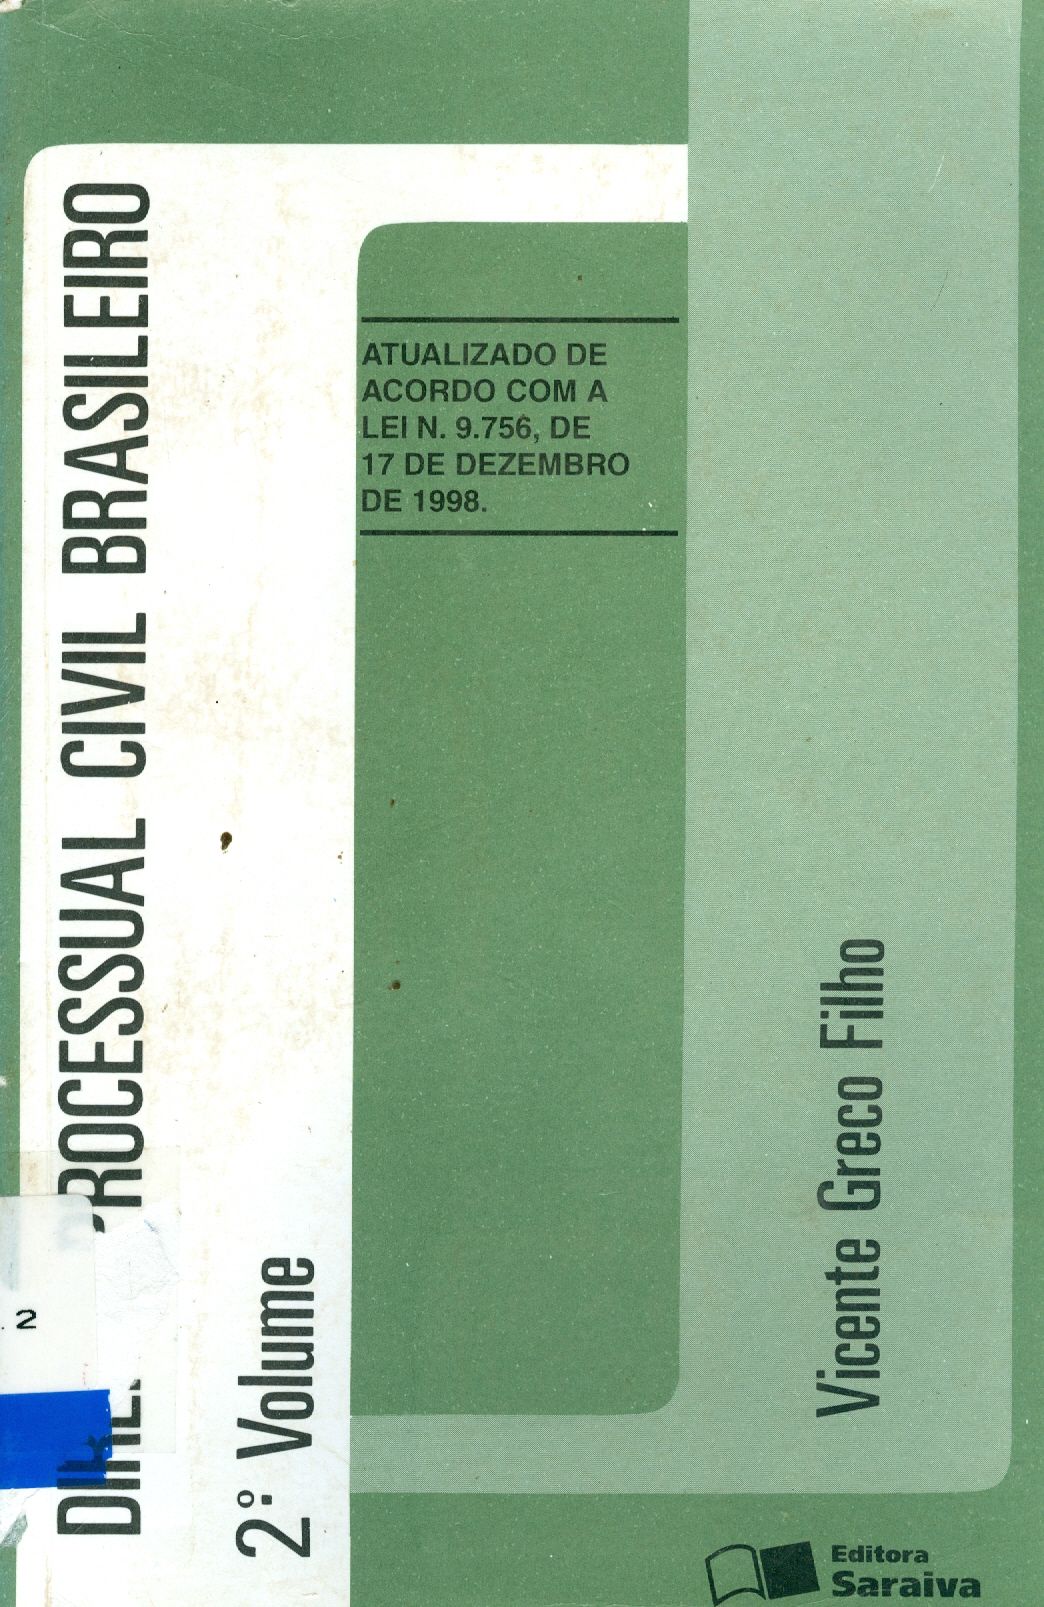 PROCESSUAL CIVIL BRASILEIRO
2º Volume
ATUALIZADO DE
ACORDO COM A
LEI N. 9.756, DE
17 DE DEZEMBRO
DE 1998.
Vicente Greco Filho
2
Editora
Saraiva